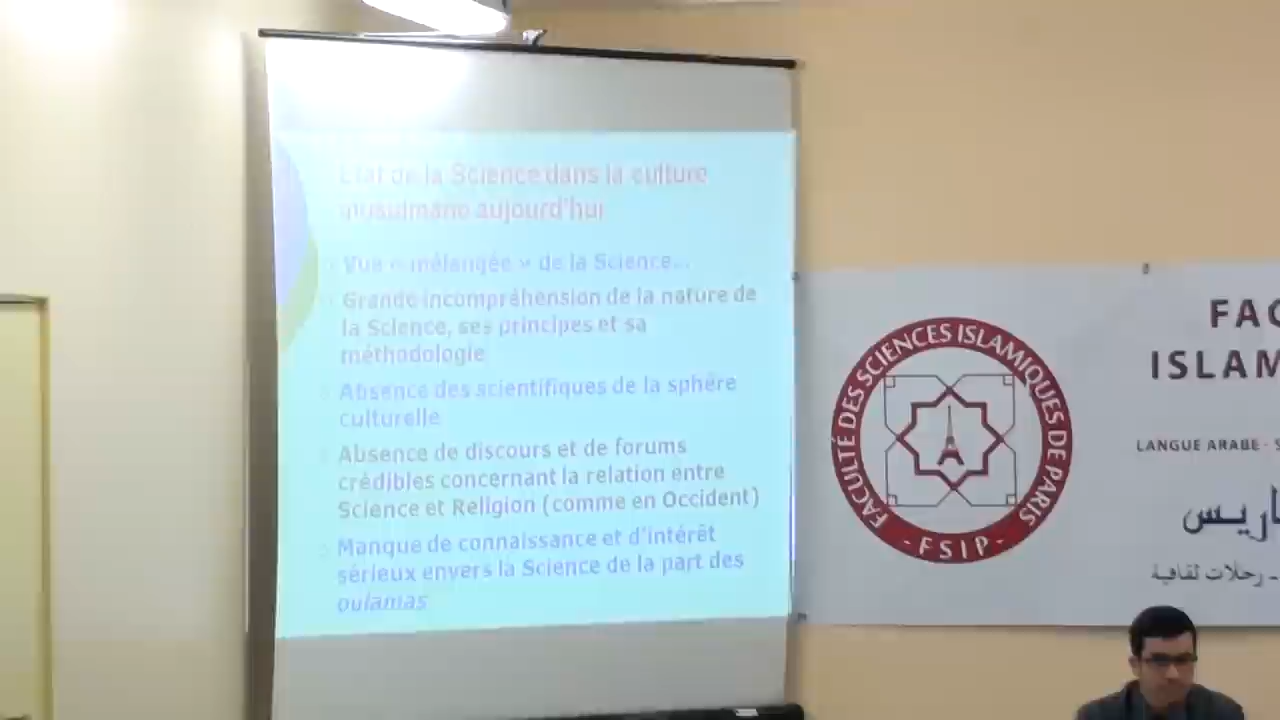 Etat de la Science dans la culture
musulmane aujourd'hui
Vue « mélangée » de la Science...
Grande incompréhension de la nature de
la Science, ses principes et sa
méthodologie
Absence des scientifiques de la sphère
culturelle
Absence de discours et de forums
crédibles concernant la relation entre
Science et Religion (comme en Occident)
Manque de connaissance et d'intérêt
sérieux envers la Science de la part des
oulamas
FACULTÉ DES SCIENCES ISLAMIQUES DE PARIS
- FSIP -
FAC
ISLAM
LANGUE ARABE - S
اريس
- رحلات ثقافية